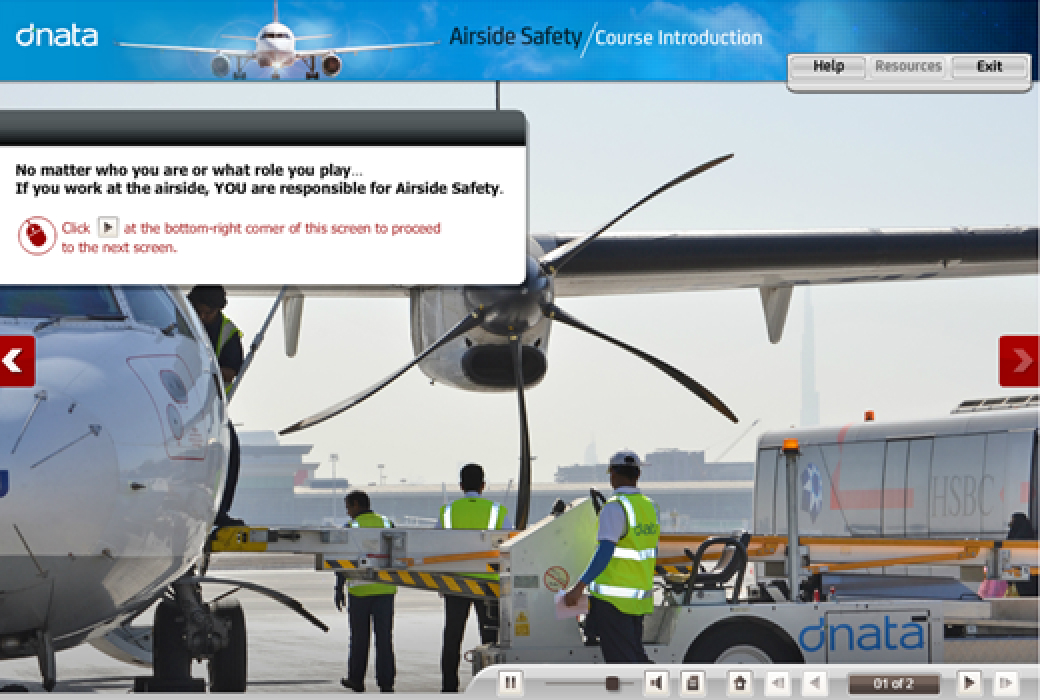 dnata
Airside Safety/Course Introduction
Help
Resources
Exit
No matter who you are or what role you play...
If you work at the airside, YOU are responsible for Airside Safety.
Click
at the bottom-right corner of this screen to proceed
to the next screen.
HSBC
dnata
dnata
01 of 2